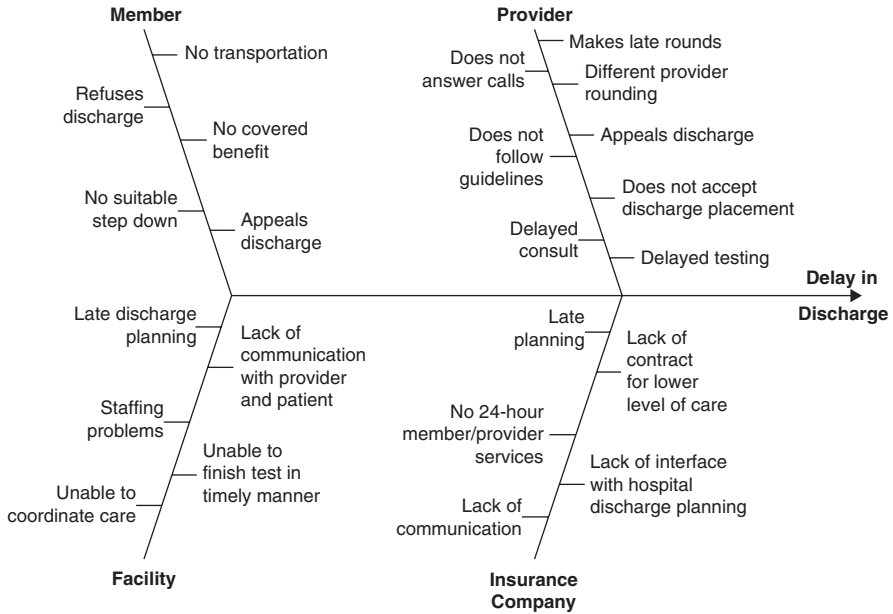 Member
No transportation
Refuses
discharge
No covered
benefit
No suitable
step down
Appeals
discharge
Provider
Makes late rounds
Does not
answer calls
Different provider
rounding
Appeals discharge
Does not
follow
guidelines
Does not accept
discharge placement
Delayed
consult
Delayed testing
Delay in
Discharge
Late discharge
planning
Lack of
communication
with provider
and patient
Staffing
problems
Unable to
finish test in
timely manner
Unable to
coordinate care
Facility
Late
planning
Lack of
contract
for lower
level of care
No 24-hour
member/provider
services
Lack of interface
with hospital
discharge planning
Lack of
communication
Insurance
Company